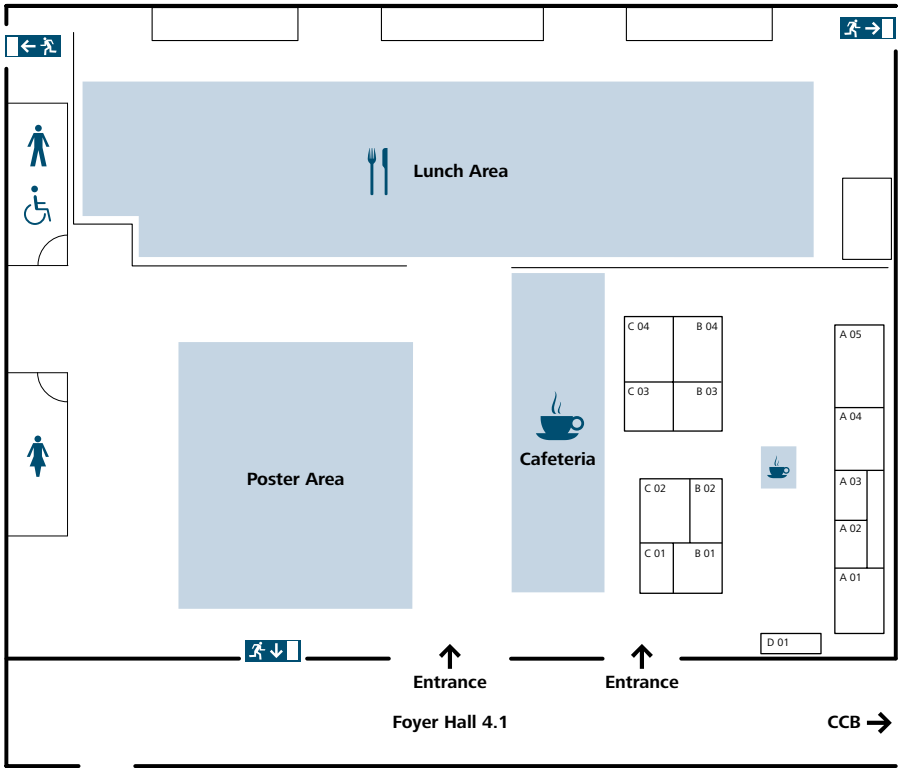 Lunch Area
C 04 B 04
A 05
C 03 B 03
A 04
Cafeteria
Poster Area
A 03
C 02 B 02
A 02
C 01 B 01
A 01
D 01
Entrance Entrance
Foyer Hall 4.1
CCB